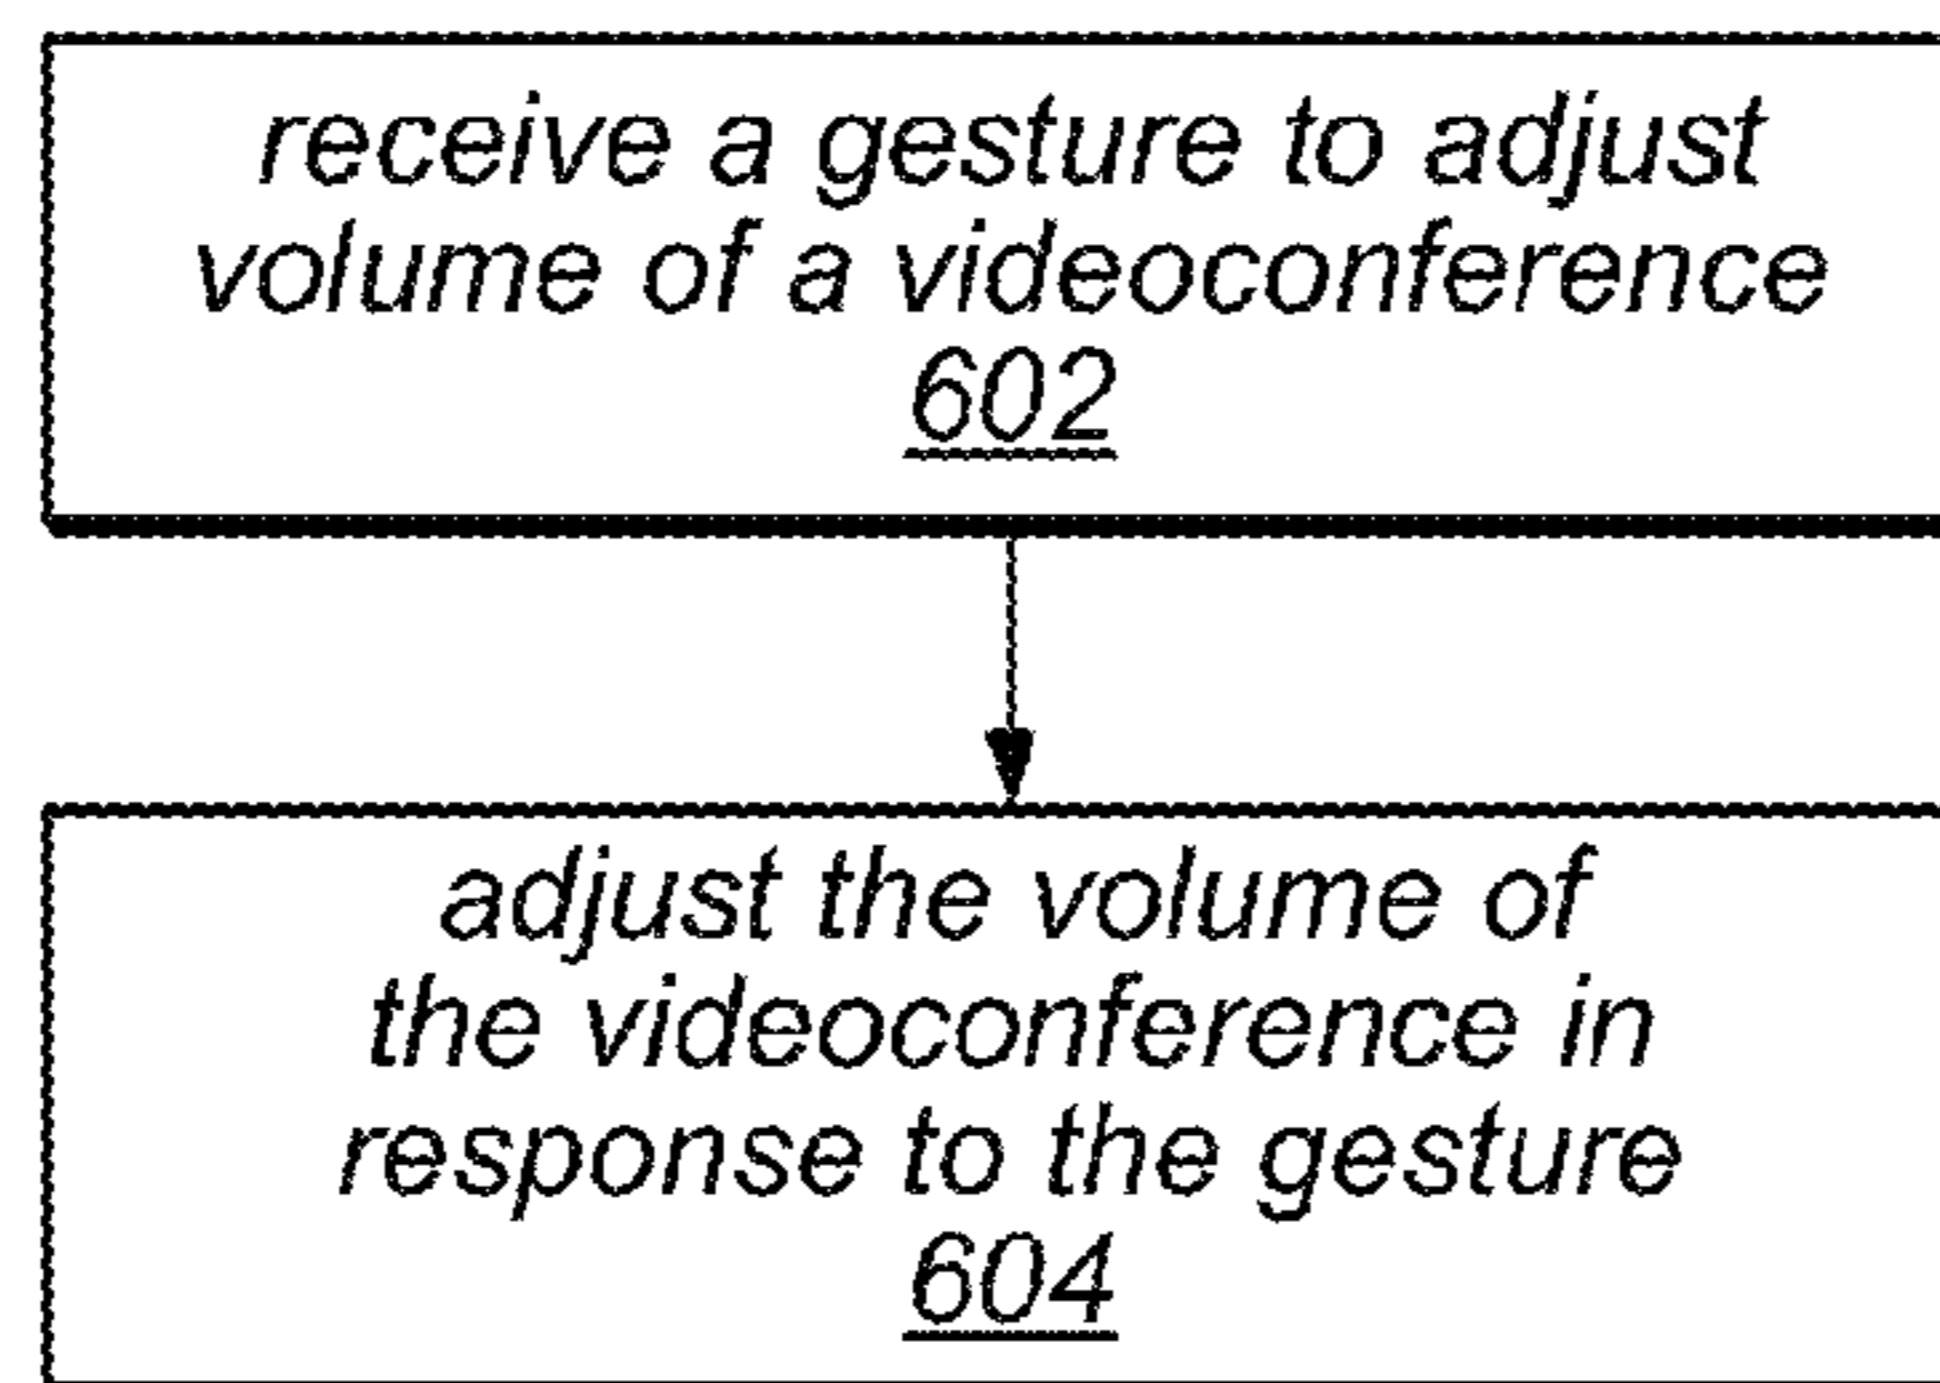 receive a gesture to adjust
volume of a videoconference
602
adjust the volume of
the videoconference in
response to the gesture
604